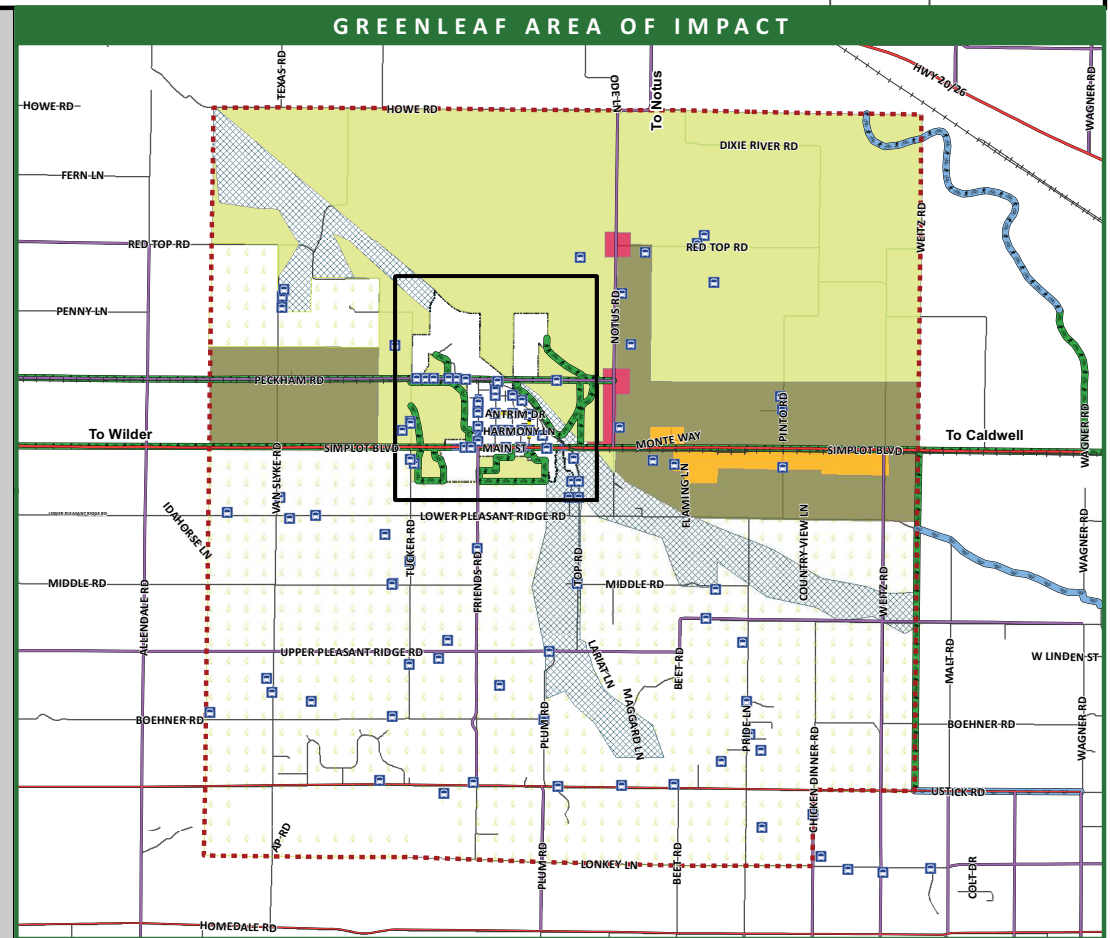 GREENLEAF AREA OF IMPACT
HWY 20/26
TEXAS RD
ODE LN
To Notus
WAGNER RD
HOWE RD
HOWE RD
DIXIE RIVER RD
FERN LN
WEITZ RD
RED TOP RD
RED TOP RD
PENNY LN
NOTUS RD
PECKHAM RD
PINTO RD
ANTRIM DR
HARMONY LN
To Wilder
MONTE WAY
To Caldwell
WAGNER RD
SIMPLOT BLVD
MAIN ST
SIMPLOT BLVD
VAN SLYKE RD
FLAMING LN
LOWER PLEASANT RIDGE RD
LOWER PLEASANT RIDGE RD
IDAHORSE LN
COUNTRY VIEW LN
WAGNER RD
TUCKER RD
TOP RD
FRIENDS RD
MIDDLE RD
MIDDLE RD
WEITZ RD
ALLENDALE RD
UPPER PLEASANT RIDGE RD
LARIAT LN
BEET RD
MALT RD
W LINDEN ST
BOEHNER RD
PLUM RD
MAGGARD LN
PRIDE LN
BOEHNER RD
WAGNER RD
CHICKEN DINNER RD
USTICK RD
AP RD
PLUM RD
LONKEY LN
BEET RD
COLT DR
HOMEDALE RD